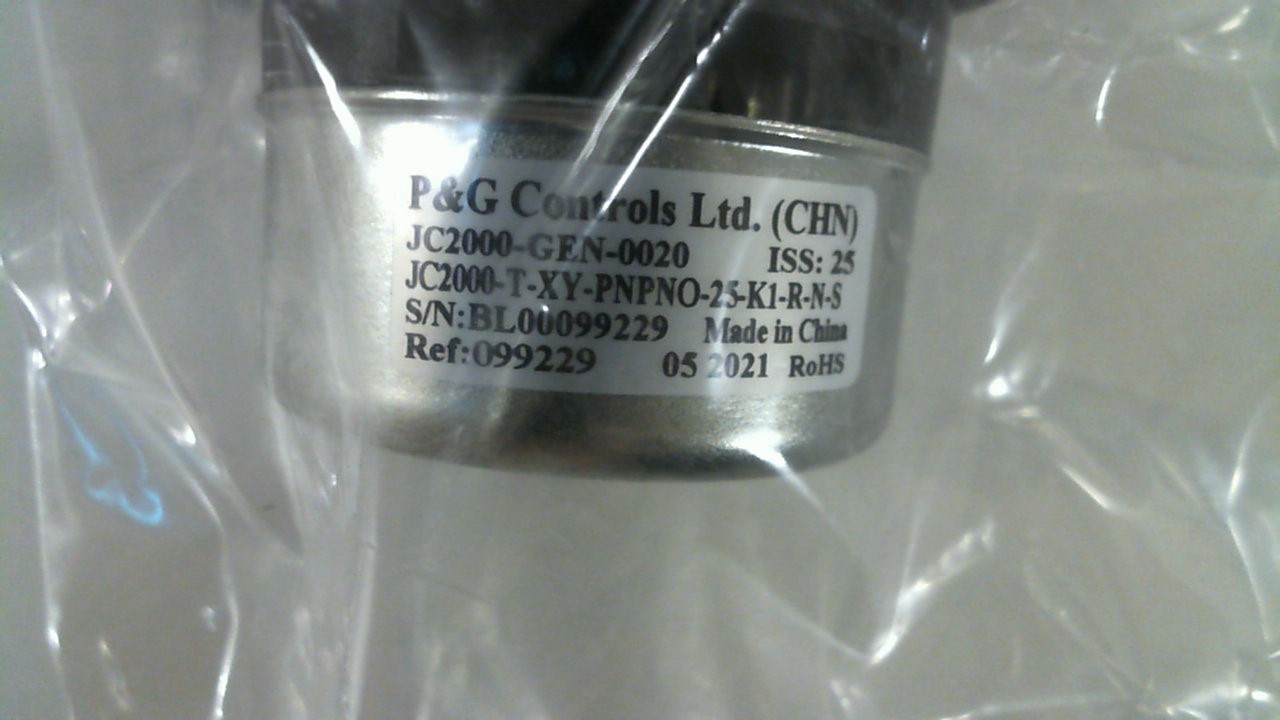 P&G Controls Ltd. (CHN)
JC2000-GEN-0020 ISS: 25
JC2000-T-XY-PNPNO-25-K1-R-N-S
S/N:BL00099229 Made in China
Ref:099229 05 2021 RoHS